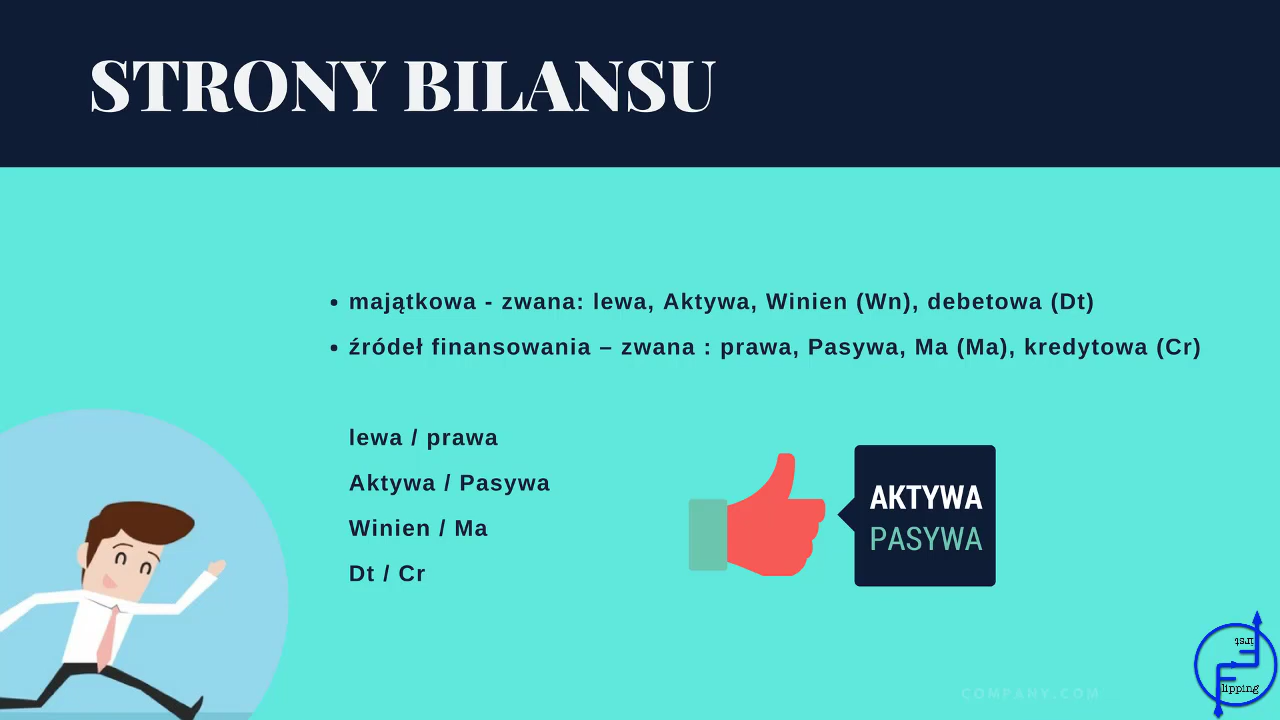 STRONY BILANSU
• majątkowa - zwana: lewa, Aktywa, Winien (Wn), debetowa (Dt)
• źródeł finansowania – zwana : prawa, Pasywa, Ma (Ma), kredytowa (Cr)
lewa / prawa
Aktywa / Pasywa
Winien / Ma
Dt / Cr
AKTYWA
PASYWA
irst
lipping
COMPANY.COM